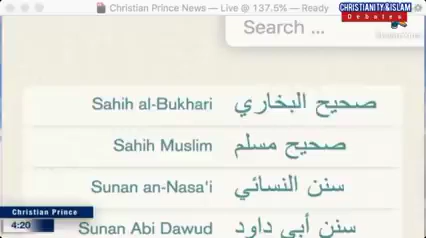 Christian Prince News — Live @ 137.5% — Ready
CHRISTIANITY & ISLAM
Debates
Search ...
Sahih al-Bukhari صحيح البخاري
Sahih Muslim صحيح مسلم
Sunan an-Nasa'i سنن النسائي
Sunan Abi Dawud سنن أبي داود
Christian Prince
4:20